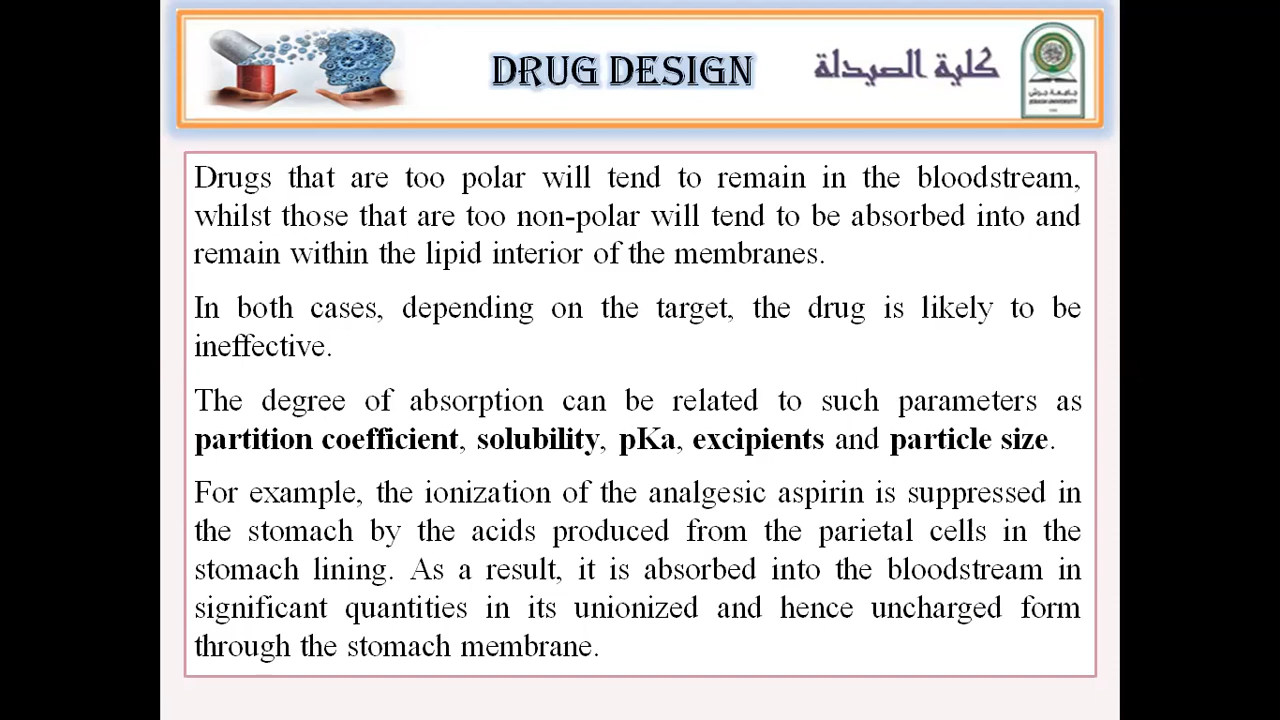 DRUG DESIGN
كلية الصيدلة
جامعة جرش
JERASH UNIVERSITY
Drugs that are too polar will tend to remain in the bloodstream,
whilst those that are too non-polar will tend to be absorbed into and
remain within the lipid interior of the membranes.
In both cases, depending on the target, the drug is likely to be
ineffective.
The degree of absorption can be related to such parameters as
partition coefficient, solubility, pKa, excipients and particle size.
For example, the ionization of the analgesic aspirin is suppressed in
the stomach by the acids produced from the parietal cells in the
stomach lining. As a result, it is absorbed into the bloodstream in
significant quantities in its unionized and hence uncharged form
through the stomach membrane.